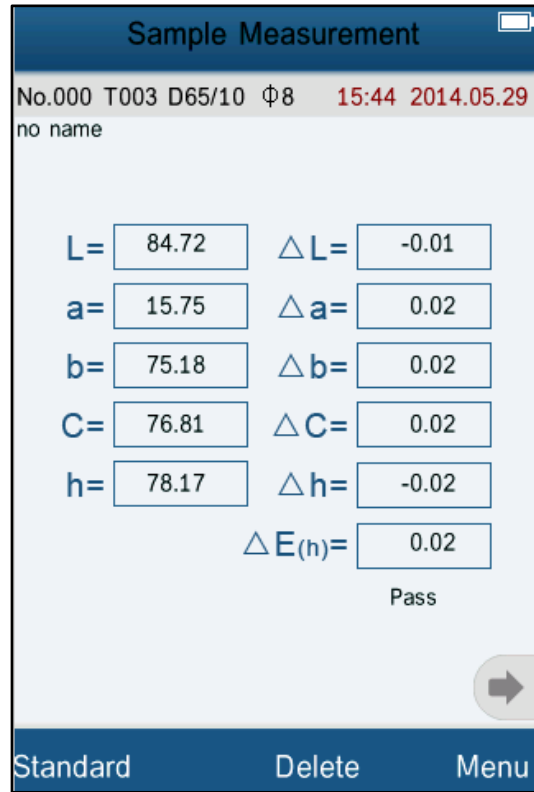 Sample Measurement
No.000 T003 D65/10 Φ8 15:44 2014.05.29
no name
L= 84.72 △L= -0.01
a= 15.75 △a= 0.02
b= 75.18 △b= 0.02
C= 76.81 △C= 0.02
h= 78.17 △h= -0.02
△E(h)= 0.02
Pass
Standard Delete Menu